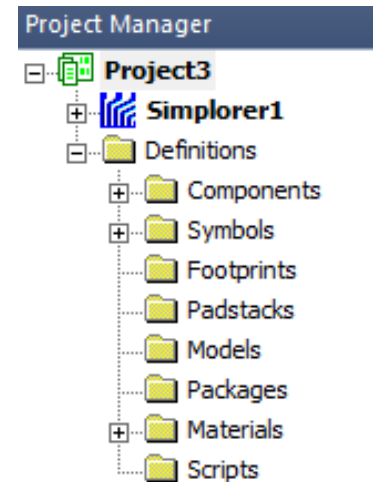 Project Manager
Project3
Simplorer1
Definitions
Components
Symbols
Footprints
Padstacks
Models
Packages
Materials
Scripts